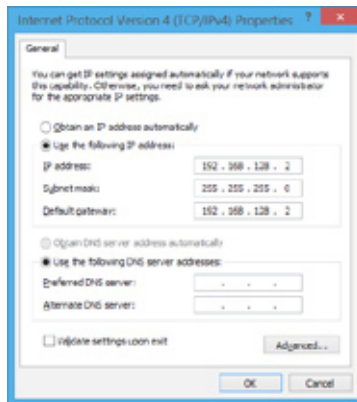 Internet Protocol Version 4 (TCP/IPv4) Properties ? ×
General
You can get IP settings assigned automatically if your network supports
this capability. Otherwise, you need to ask your network administrator
for the appropriate IP settings.
Obtain an IP address automatically
Use the following IP address:
IP address: 192 . 168 . 128 . 2
Subnet mask: 255 . 255 . 255 . 0
Default gateway: 192 . 168 . 128 . 2
Obtain DNS server address automatically
Use the following DNS server addresses:
Preferred DNS server: . . .
Alternate DNS server: . . .
Validate settings upon exit
Advanced...
OK Cancel